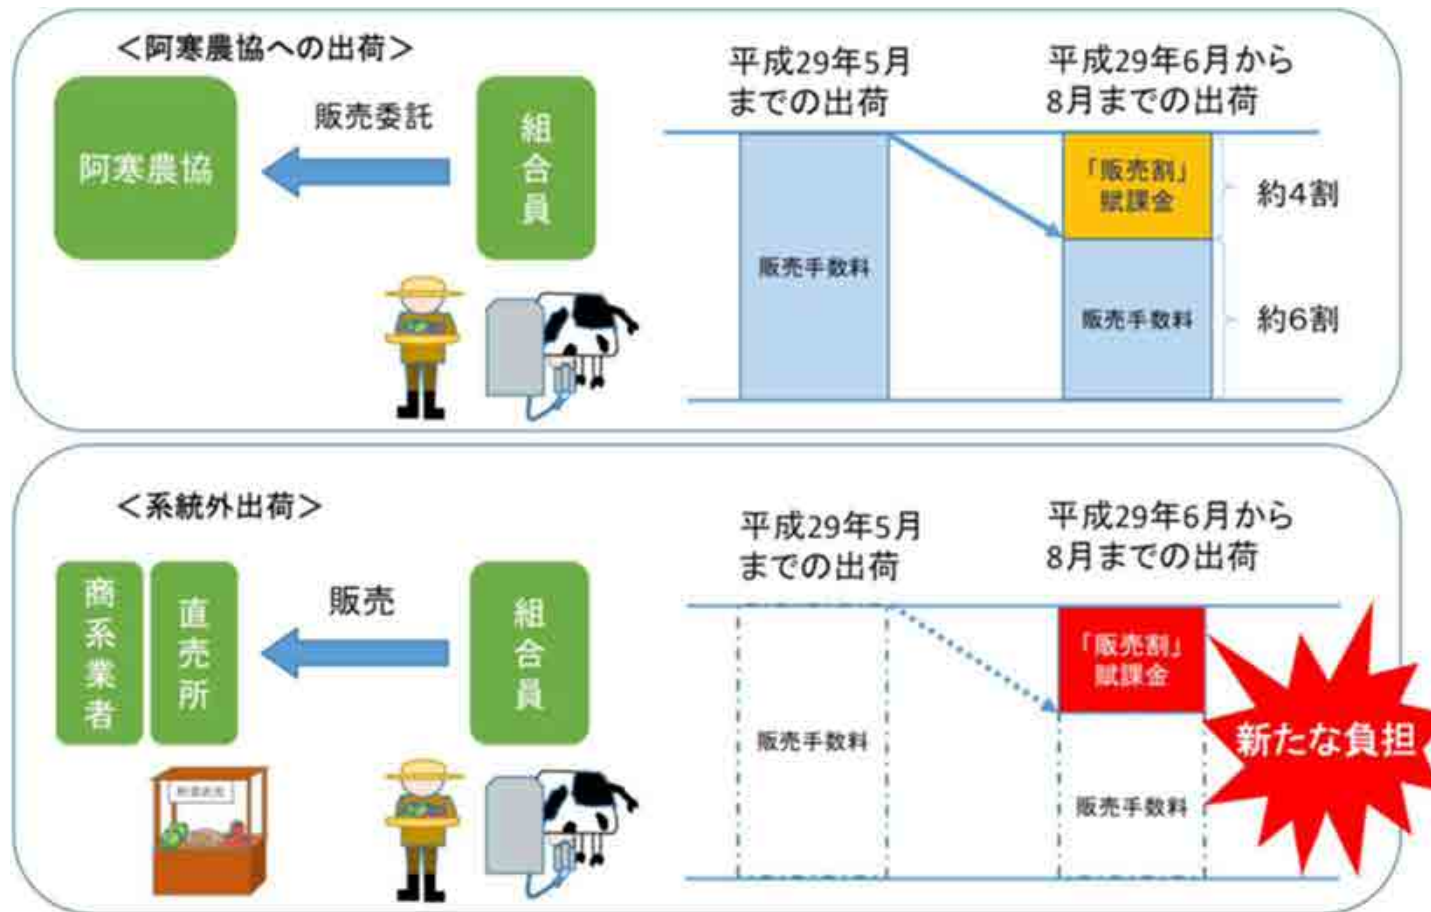 ＜阿寒農協への出荷＞
阿寒農協
販売委託
組合員
平成29年5月
までの出荷
平成29年6月から
8月までの出荷
販売手数料
「販売割」
賦課金
約4割
販売手数料
約6割
＜系統外出荷＞
商系業者
直売所
販売
組合員
平成29年5月
までの出荷
平成29年6月から
8月までの出荷
販売手数料
「販売割」
賦課金
販売手数料
新たな負担